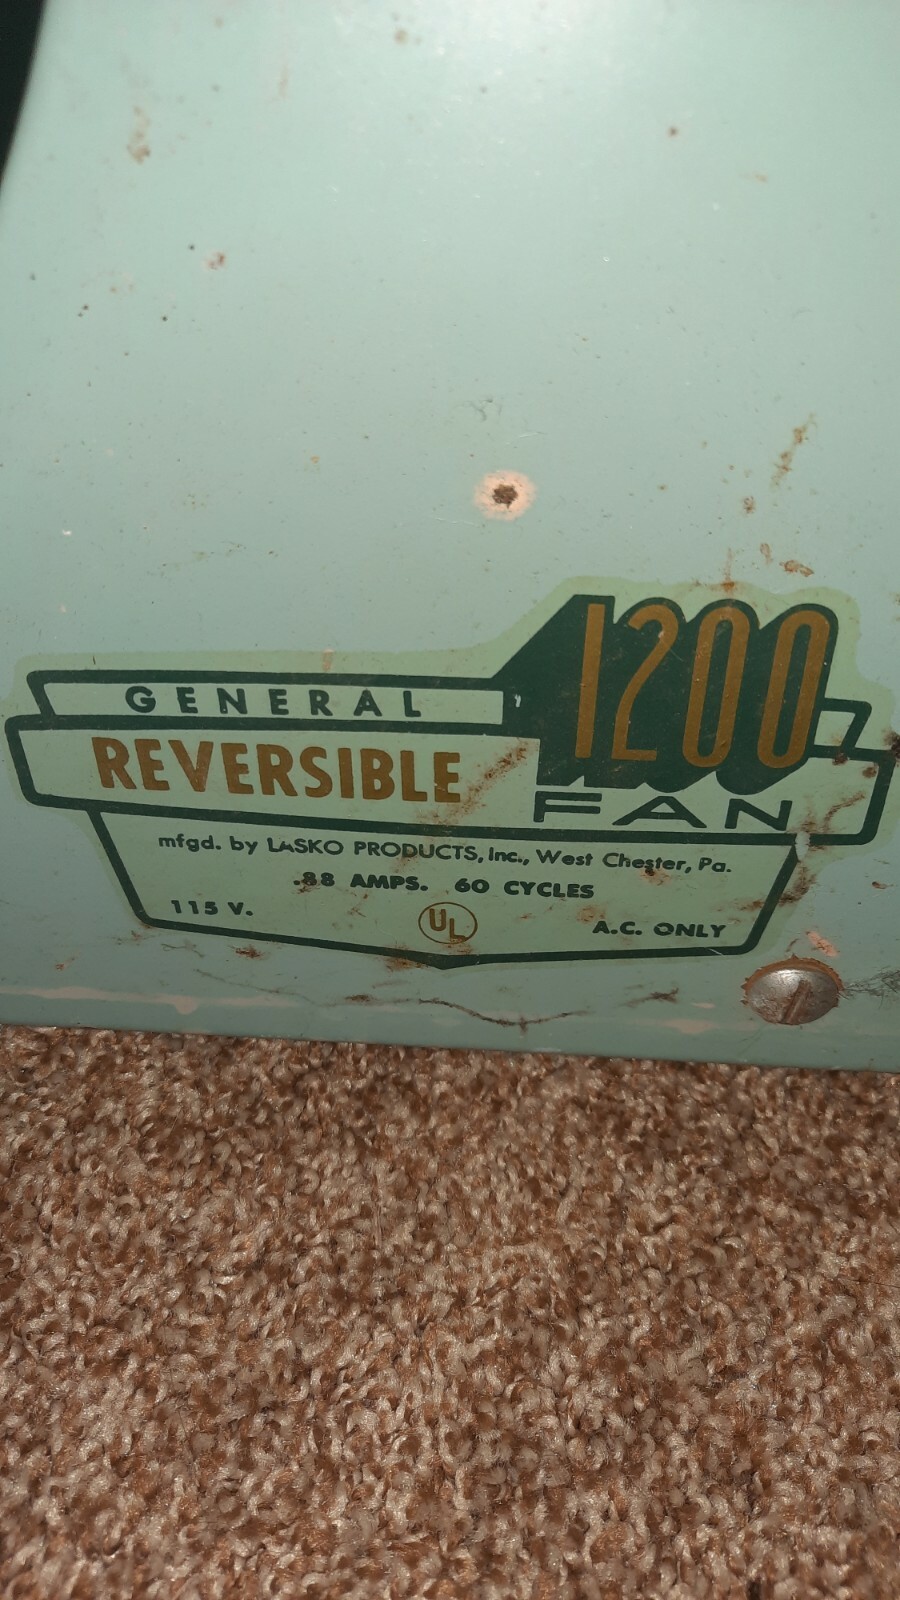 GENERAL
1200
REVERSIBLE
FAN
mfgd. by LASKO PRODUCTS, Inc., West Chester, Pa.
.88 AMPS. 60 CYCLES
115 V.
UL
A.C. ONLY